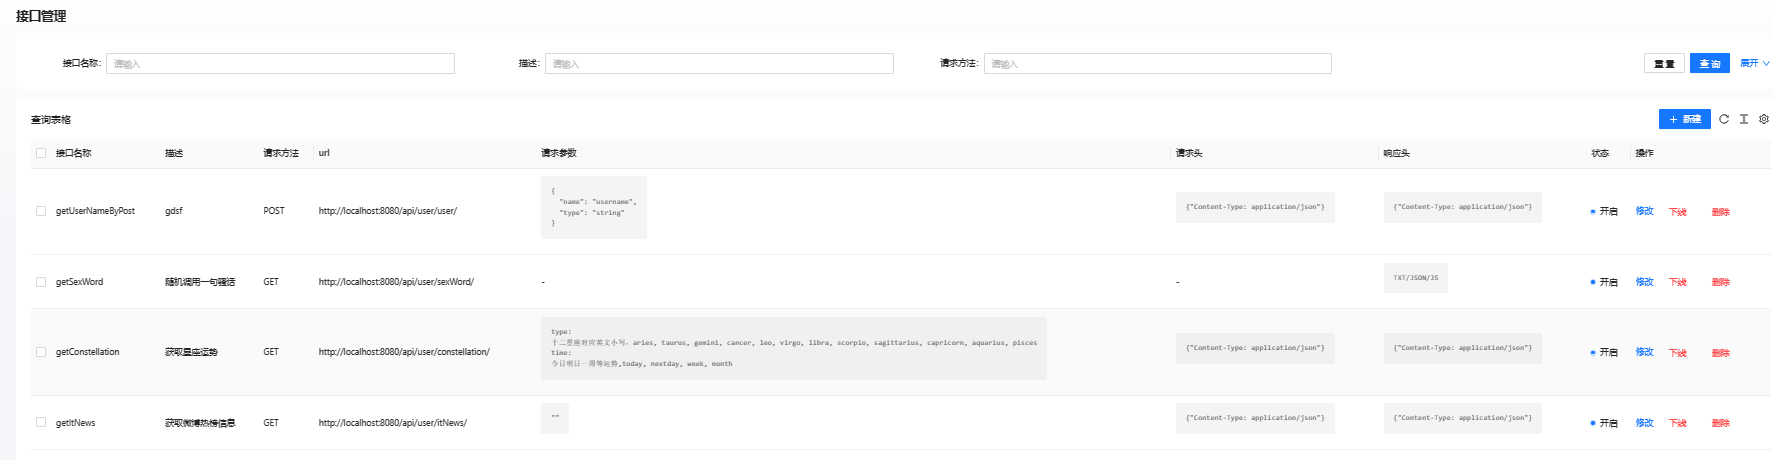 接口管理
接口名称: 请输入 描述: 请输入 请求方法: 请输入 重置 查询 展开
查询表格 + 新建
接口名称 描述 请求方法 url 请求参数 请求头 响应头 状态 操作
getUserNameByPost gdsf POST http://localhost:8080/api/user/user/
{
"name": "username",
"type": "string"
}
{"Content-Type: application/json"} {"Content-Type: application/json"} 开启 修改 下线 删除
getSexWord 随机调用一句骚话 GET http://localhost:8080/api/user/sexWord/ - - TXT/JSON/JS 开启 修改 下线 删除
getConstellation 获取星座运势 GET http://localhost:8080/api/user/constellation/
type:
十二星座对应英文小写: aries, taurus, gemini, cancer, leo, virgo, libra, scorpio, sagittarius, capricorn, aquarius, pisces
time:
今日明日一周等运势,today, nextday, week, month
{"Content-Type: application/json"} {"Content-Type: application/json"} 开启 修改 下线 删除
getItNews 获取微博热榜信息 GET http://localhost:8080/api/user/itNews/ "" {"Content-Type: application/json"} {"Content-Type: application/json"} 开启 修改 下线 删除